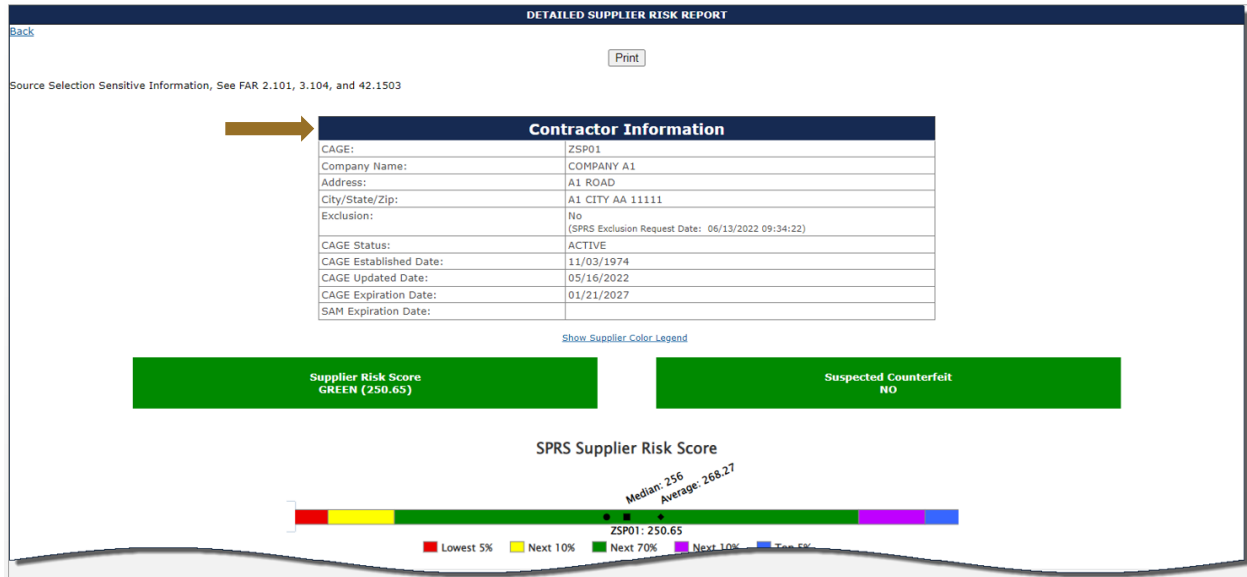 DETAILED SUPPLIER RISK REPORT
Back
Print
Source Selection Sensitive Information, See FAR 2.101, 3.104, and 42.1503
Contractor Information
CAGE: ZSP01
Company Name: COMPANY A1
Address: A1 ROAD
City/State/Zip: A1 CITY AA 11111
Exclusion: No
(SPRS Exclusion Request Date: 06/13/2022 09:34:22)
CAGE Status: ACTIVE
CAGE Established Date: 11/03/1974
CAGE Updated Date: 05/16/2022
CAGE Expiration Date: 01/21/2027
SAM Expiration Date:
Show Supplier Color Legend
Supplier Risk Score
GREEN (250.65)
Suspected Counterfeit
NO
SPRS Supplier Risk Score
Median: 256
Average: 268.27
ZSP01: 250.65
Lowest 5% Next 10% Next 70% Next 10% Top 5%